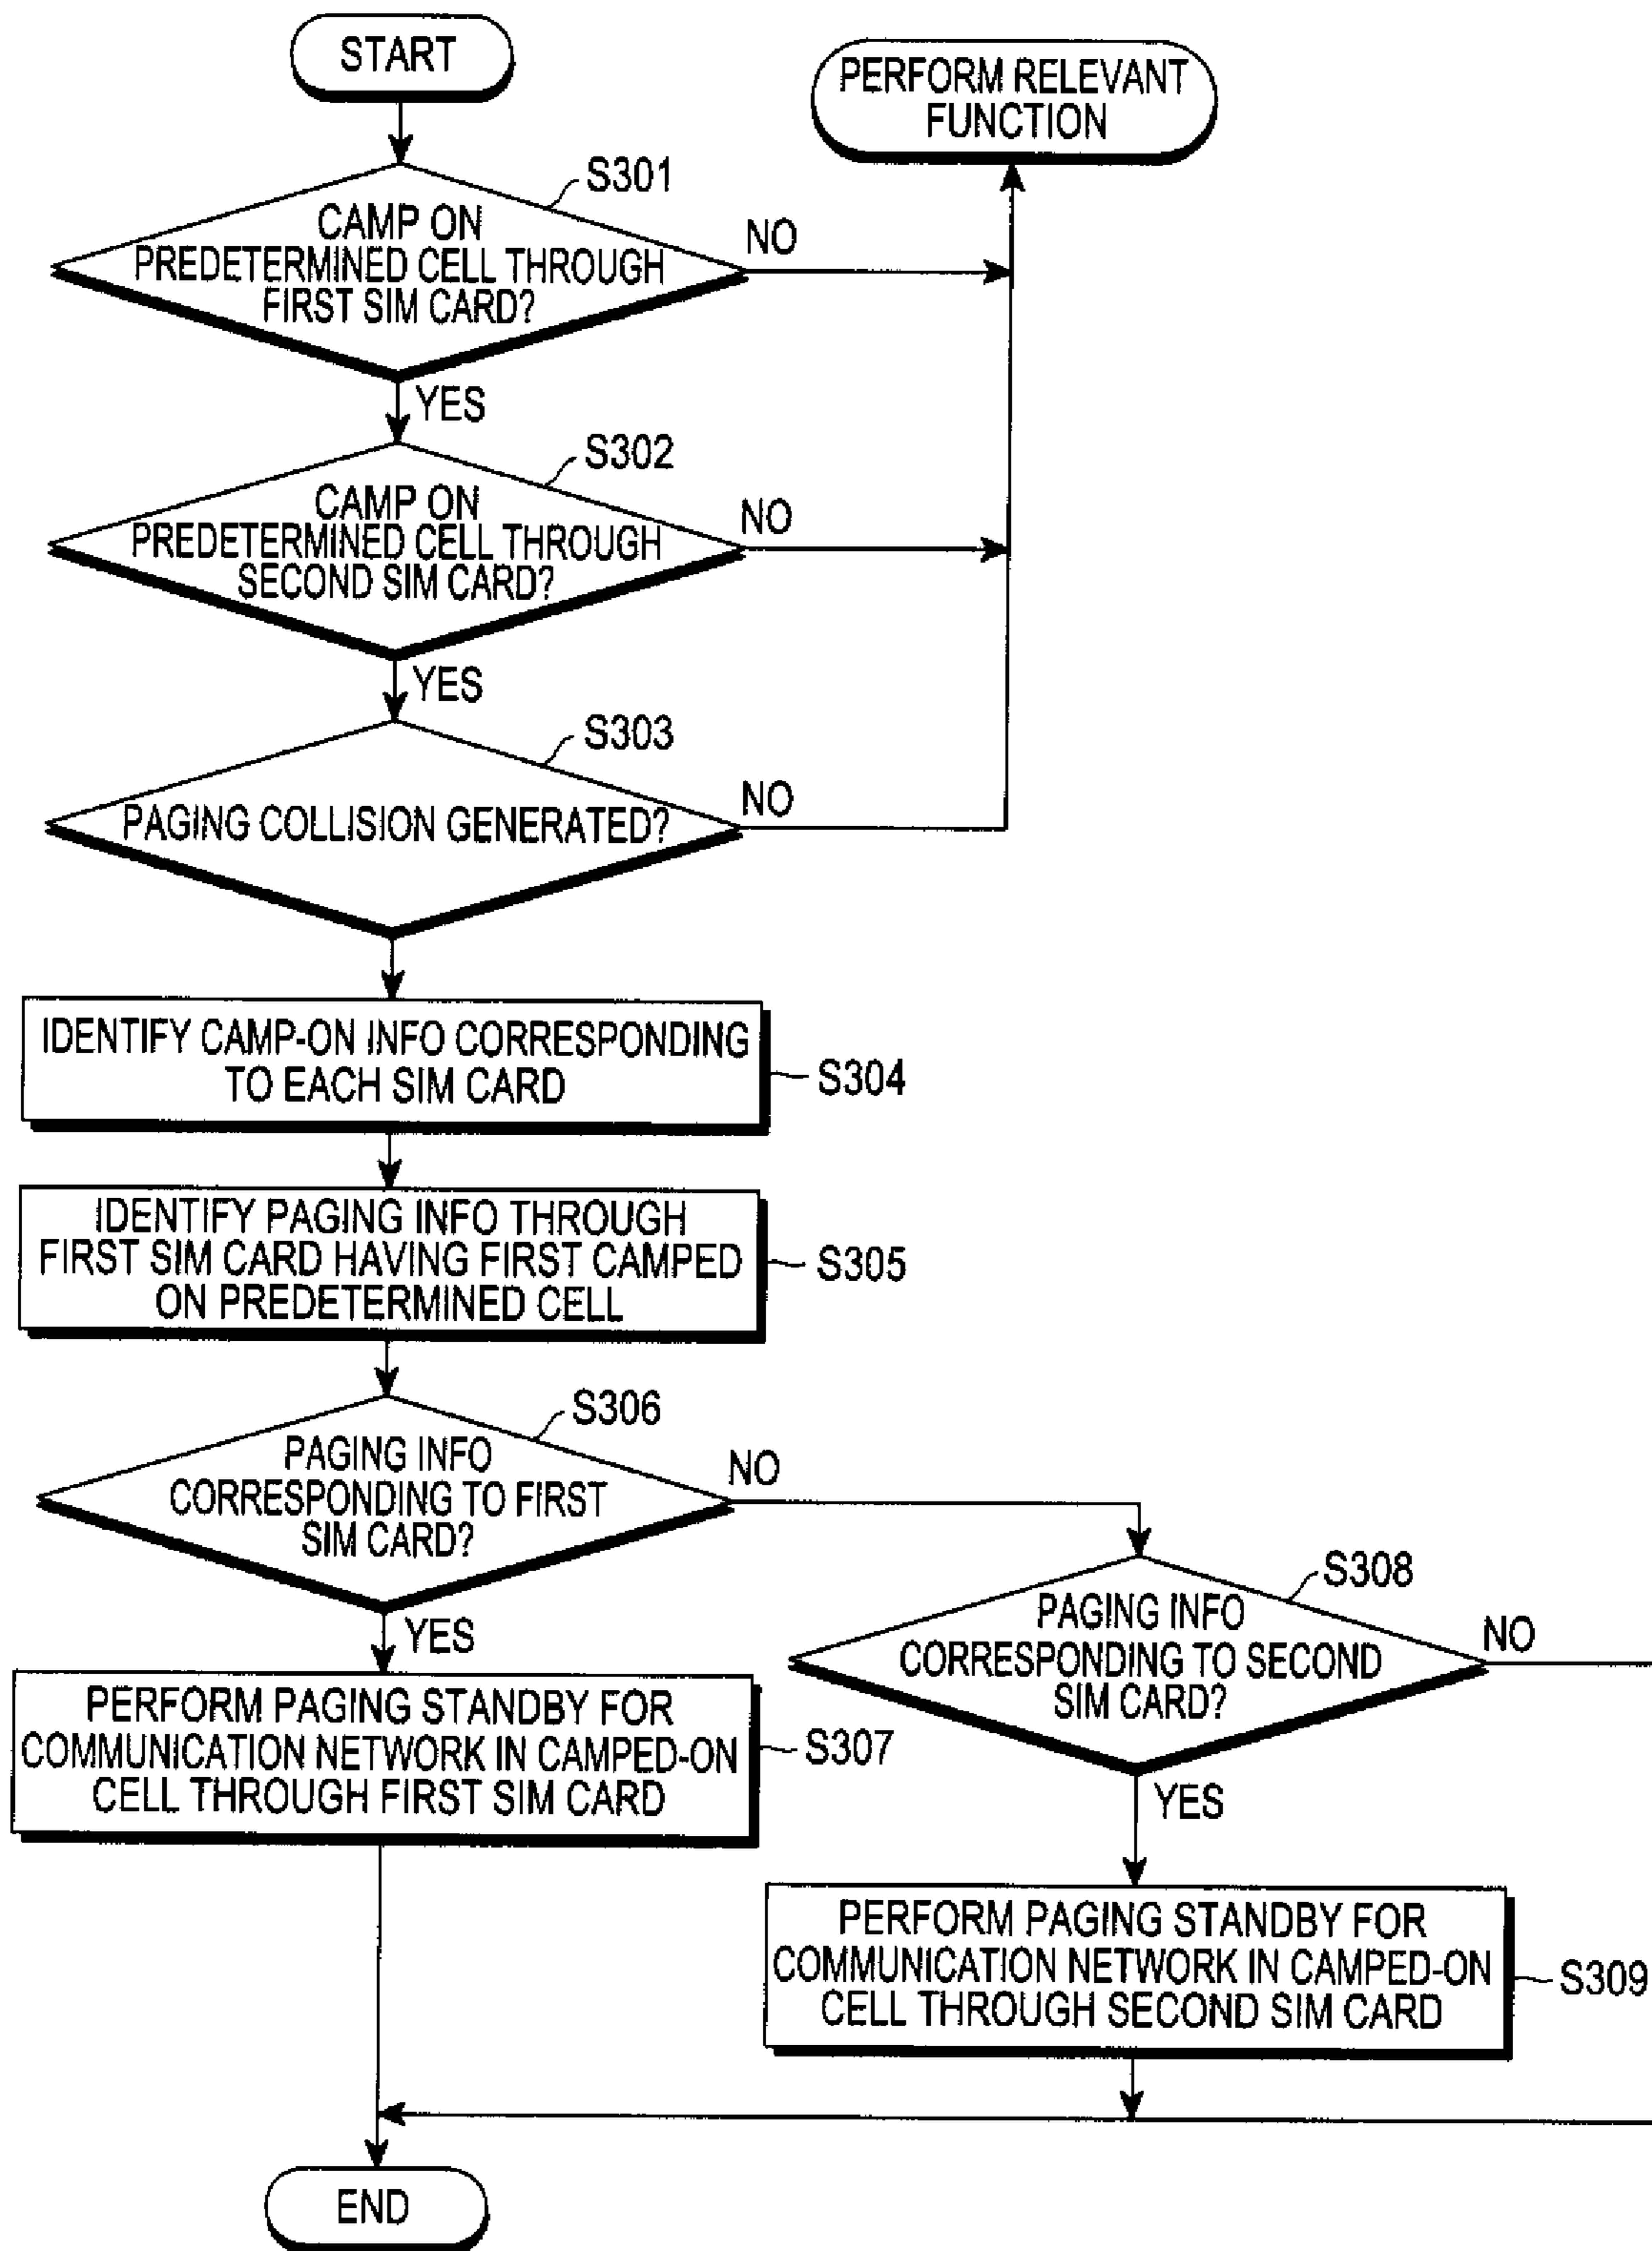 START
PERFORM RELEVANT
FUNCTION
S301
CAMP ON
PREDETERMINED CELL THROUGH
FIRST SIM CARD?
NO
YES
S302
CAMP ON
PREDETERMINED CELL THROUGH
SECOND SIM CARD?
NO
YES
S303
PAGING COLLISION GENERATED?
NO
IDENTIFY CAMP-ON INFO CORRESPONDING
TO EACH SIM CARD
S304
IDENTIFY PAGING INFO THROUGH
FIRST SIM CARD HAVING FIRST CAMPED
ON PREDETERMINED CELL
S305
S306
PAGING INFO
CORRESPONDING TO FIRST
SIM CARD?
NO
YES
S308
PAGING INFO
CORRESPONDING TO SECOND
SIM CARD?
NO
YES
PERFORM PAGING STANDBY FOR
COMMUNICATION NETWORK IN CAMPED-ON
CELL THROUGH FIRST SIM CARD
S307
PERFORM PAGING STANDBY FOR
COMMUNICATION NETWORK IN CAMPED-ON
CELL THROUGH SECOND SIM CARD
S309
END